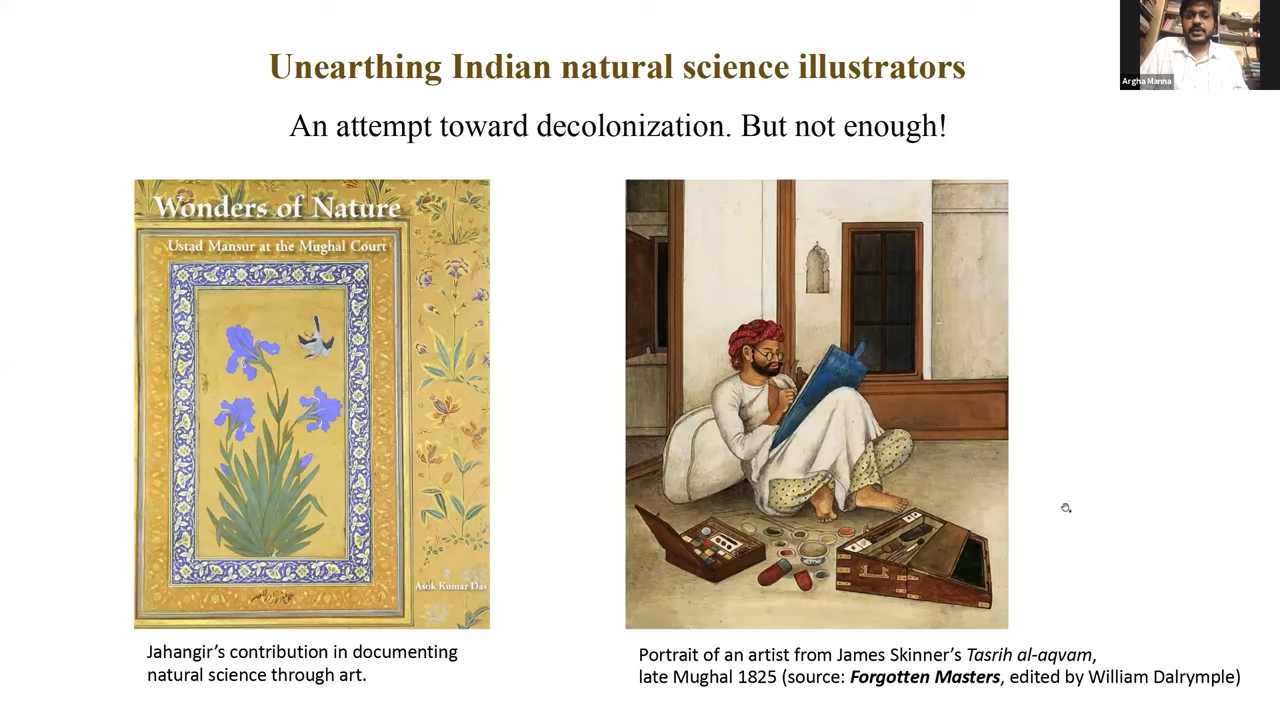 Unearthing Indian natural science illustrators
An attempt toward decolonization. But not enough!
Argha Manna
Wonders of Nature
Ustad Mansur at the Mughal Court
Asok Kumar Das
Jahangir’s contribution in documenting
natural science through art.
Portrait of an artist from James Skinner’s Tasrih al-aqvam,
late Mughal 1825 (source: Forgotten Masters, edited by William Dalrymple)